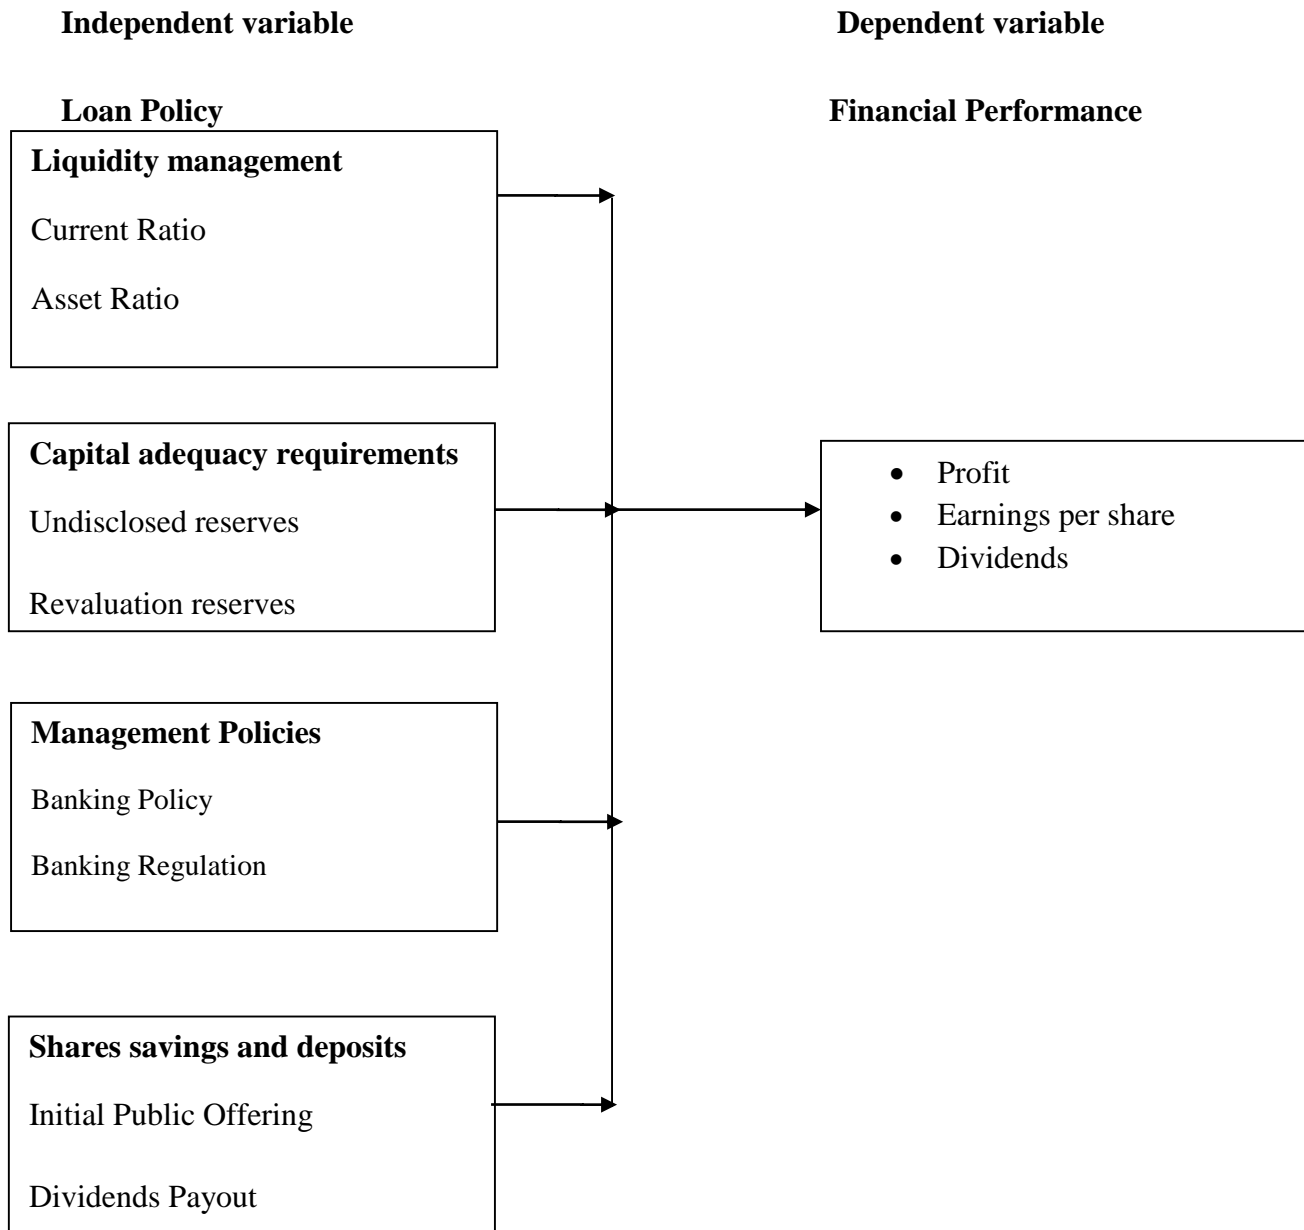 Independent variable
Dependent variable
Loan Policy
Financial Performance
Liquidity management
Current Ratio
Asset Ratio
Capital adequacy requirements
Undisclosed reserves
Revaluation reserves
• Profit
• Earnings per share
• Dividends
Management Policies
Banking Policy
Banking Regulation
Shares savings and deposits
Initial Public Offering
Dividends Payout